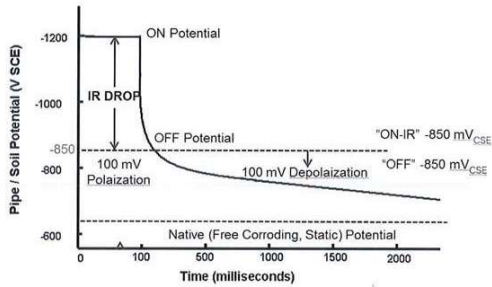 Pipe / Soil Potential (V SCE)
-1200
-1000
-850
-800
-600
ON Potential
IR DROP
OFF Potential
"ON-IR" -850 mVCSE
100 mV
Polaization
100 mV Depolaization
"OFF" -850 mVCSE
Native (Free Corroding, Static) Potential
0 100 500 1000 1500 2000
Time (milliseconds)